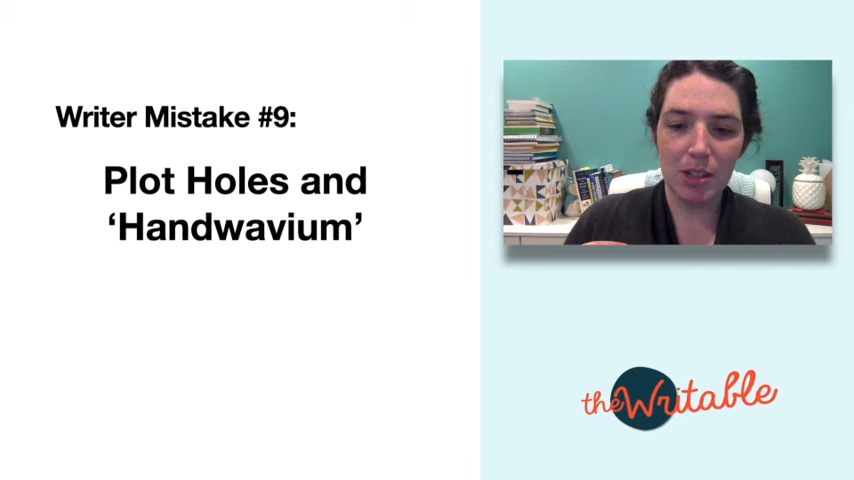 Writer Mistake #9:
Plot Holes and
‘Handwavium’
theWritable